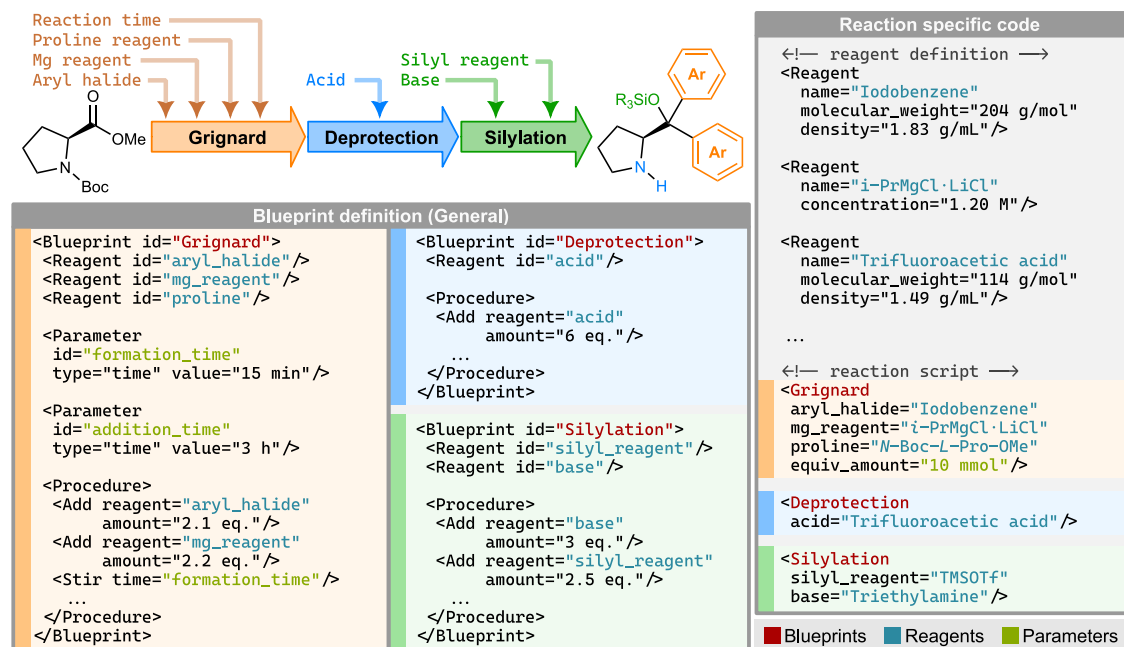 Reaction time
Proline reagent
Mg reagent
Aryl halide
Acid
Silyl reagent
Base
Grignard
Deprotection
Silylation
O
OMe
N
Boc
R₃SiO
Ar
Ar
N
H
Blueprint definition (General)
<Blueprint id="Grignard">
<Reagent id="aryl_halide"/>
<Reagent id="mg_reagent"/>
<Reagent id="proline"/>
<Parameter
id="formation_time"
type="time" value="15 min"/>
<Parameter
id="addition_time"
type="time" value="3 h"/>
<Procedure>
<Add reagent="aryl_halide"
amount="2.1 eq."/>
<Add reagent="mg_reagent"
amount="2.2 eq."/>
<Stir time="formation_time"/>
...
</Procedure>
</Blueprint>
<Blueprint id="Deprotection">
<Reagent id="acid"/>
<Procedure>
<Add reagent="acid"
amount="6 eq."/>
...
</Procedure>
</Blueprint>
<Blueprint id="Silylation">
<Reagent id="silyl_reagent"/>
<Reagent id="base"/>
<Procedure>
<Add reagent="base"
amount="3 eq."/>
<Add reagent="silyl_reagent"
amount="2.5 eq."/>
...
</Procedure>
</Blueprint>
Reaction specific code
<!-- reagent definition -->
<Reagent
name="Iodobenzene"
molecular_weight="204 g/mol"
density="1.83 g/mL"/>
<Reagent
name="i-PrMgCl·LiCl"
concentration="1.20 M"/>
<Reagent
name="Trifluoroacetic acid"
molecular_weight="114 g/mol"
density="1.49 g/mL"/>
...
<!-- reaction script -->
<Grignard
aryl_halide="Iodobenzene"
mg_reagent="i-PrMgCl·LiCl"
proline="N-Boc-L-Pro-OMe"
equiv_amount="10 mmol"/>
<Deprotection
acid="Trifluoroacetic acid"/>
<Silylation
silyl_reagent="TMSOTf"
base="Triethylamine"/>
Blueprints
Reagents
Parameters